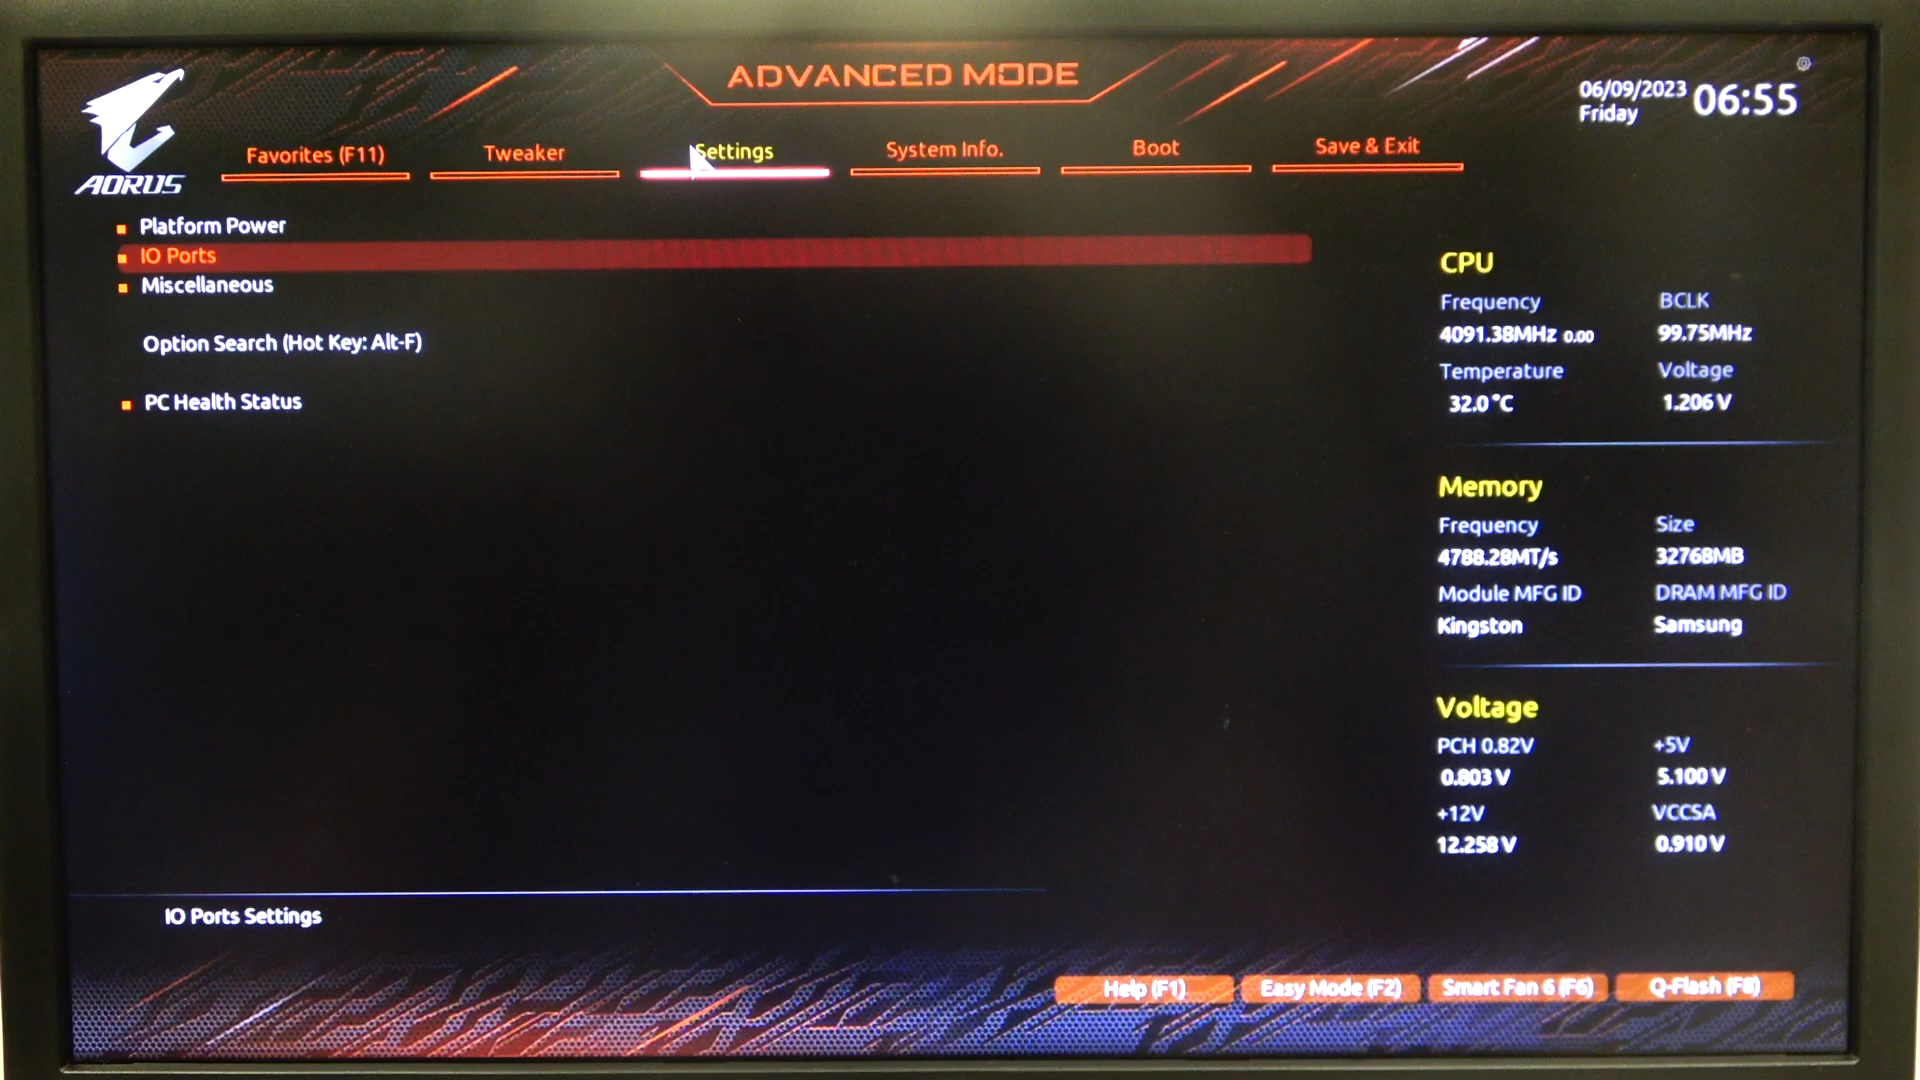 ADVANCED MODE
AORUS
06/09/2023
Friday
06:55
Favorites (F11)
Tweaker
Settings
System Info.
Boot
Save & Exit
Platform Power
IO Ports
Miscellaneous
Option Search (Hot Key: Alt-F)
PC Health Status
CPU
Frequency BCLK
4091.38MHz 0.00 99.75MHz
Temperature Voltage
32.0 °C 1.206 V
Memory
Frequency Size
4788.28MT/s 32768MB
Module MFG ID DRAM MFG ID
Kingston Samsung
Voltage
PCH 0.82V +5V
0.803 V 5.100 V
+12V VCCSA
12.258 V 0.910 V
IO Ports Settings
Help (F1)
Easy Mode (F2)
Smart Fan 6 (F6)
Q-Flash (F8)